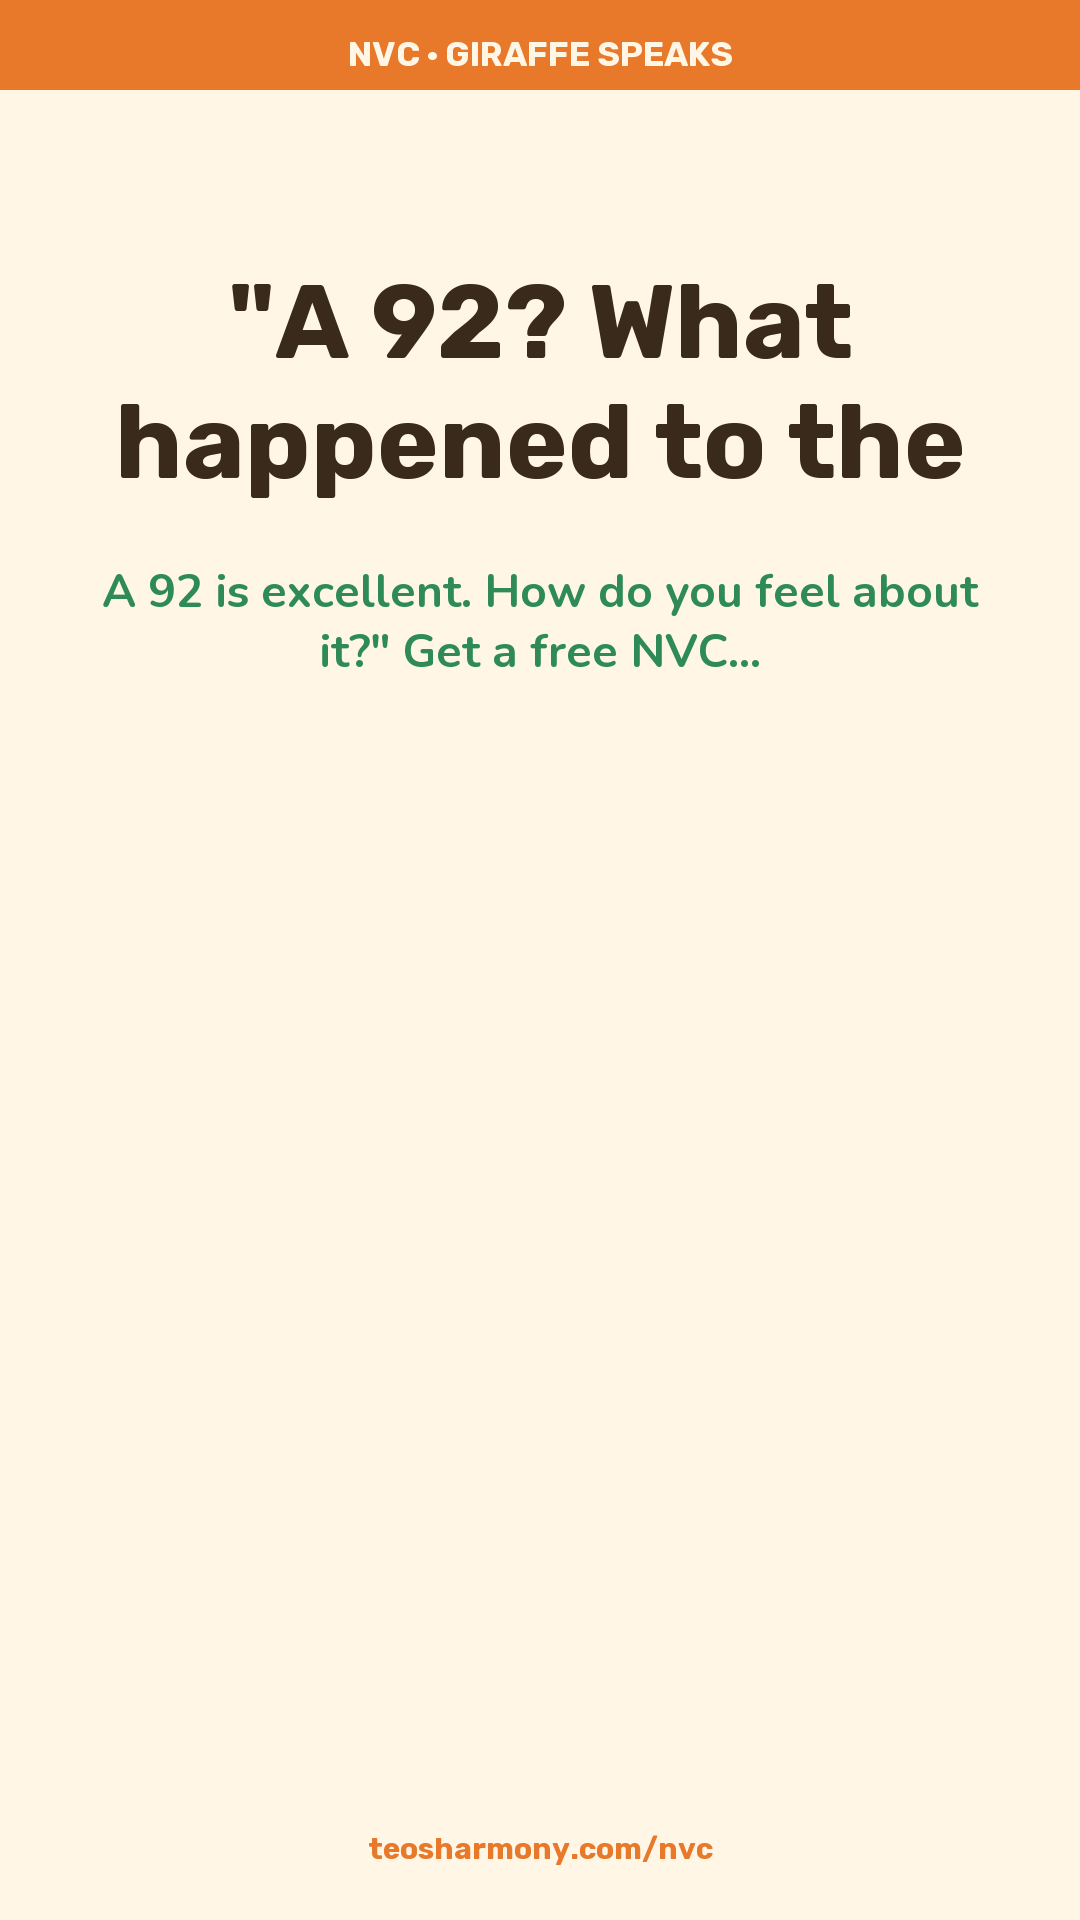 NVC • GIRAFFE SPEAKS
"A 92? What
happened to the
A 92 is excellent. How do you feel about
it?" Get a free NVC...
teosharmony.com/nvc